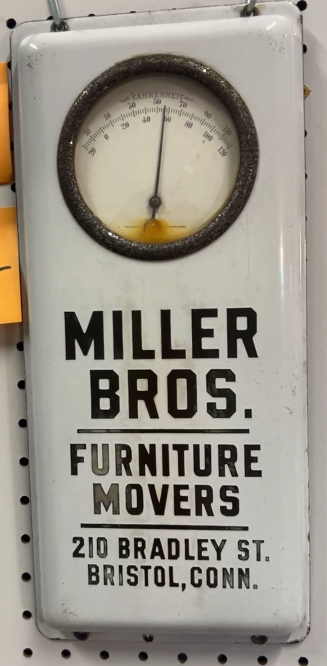 FAHRENHEIT
MILLER
BROS.
FURNITURE
MOVERS
210 BRADLEY ST.
BRISTOL, CONN.